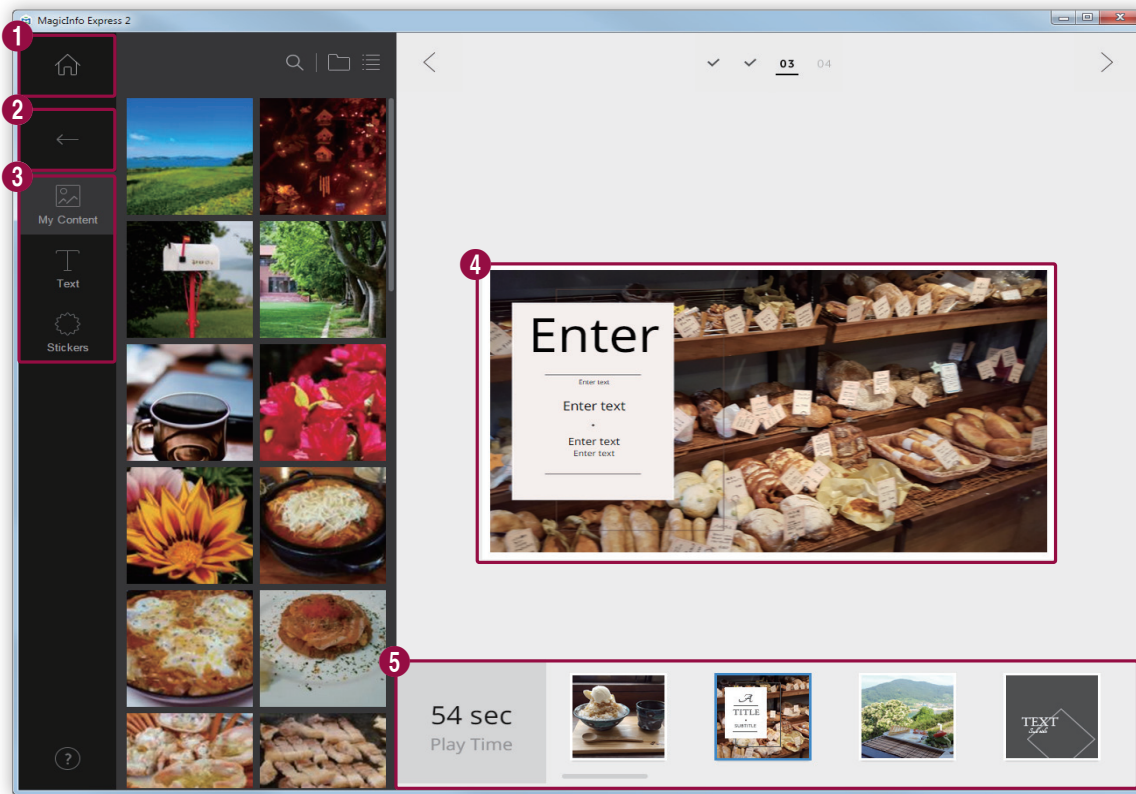 MagicInfo Express 2
1
2
3
My Content
Text
Stickers
?
03 04
4
Enter
Enter text
Enter text
Enter text
Enter text
5
54 sec
Play Time
A
TITLE
SUBTITLE
TEXT